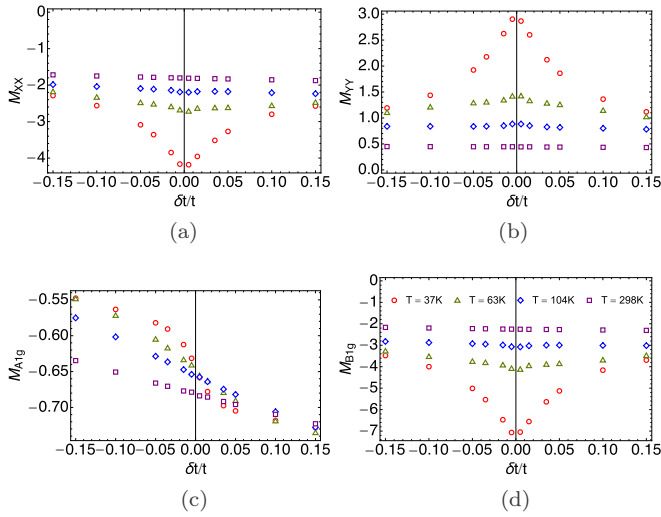 0
−1
−2
−3
−4
M_XX
−0.15 −0.10 −0.05 0.00 0.05 0.10 0.15
δt/t
(a)
3.0
2.5
2.0
1.5
1.0
0.5
0.0
M_YY
−0.15 −0.10 −0.05 0.00 0.05 0.10 0.15
δt/t
(b)
−0.55
−0.60
−0.65
−0.70
M_A1g
−0.15 −0.10 −0.05 0.00 0.05 0.10 0.15
δt/t
(c)
0
−1
−2
−3
−4
−5
−6
−7
M_B1g
T = 37K T = 63K T = 104K T = 298K
−0.15 −0.10 −0.05 0.00 0.05 0.10 0.15
δt/t
(d)